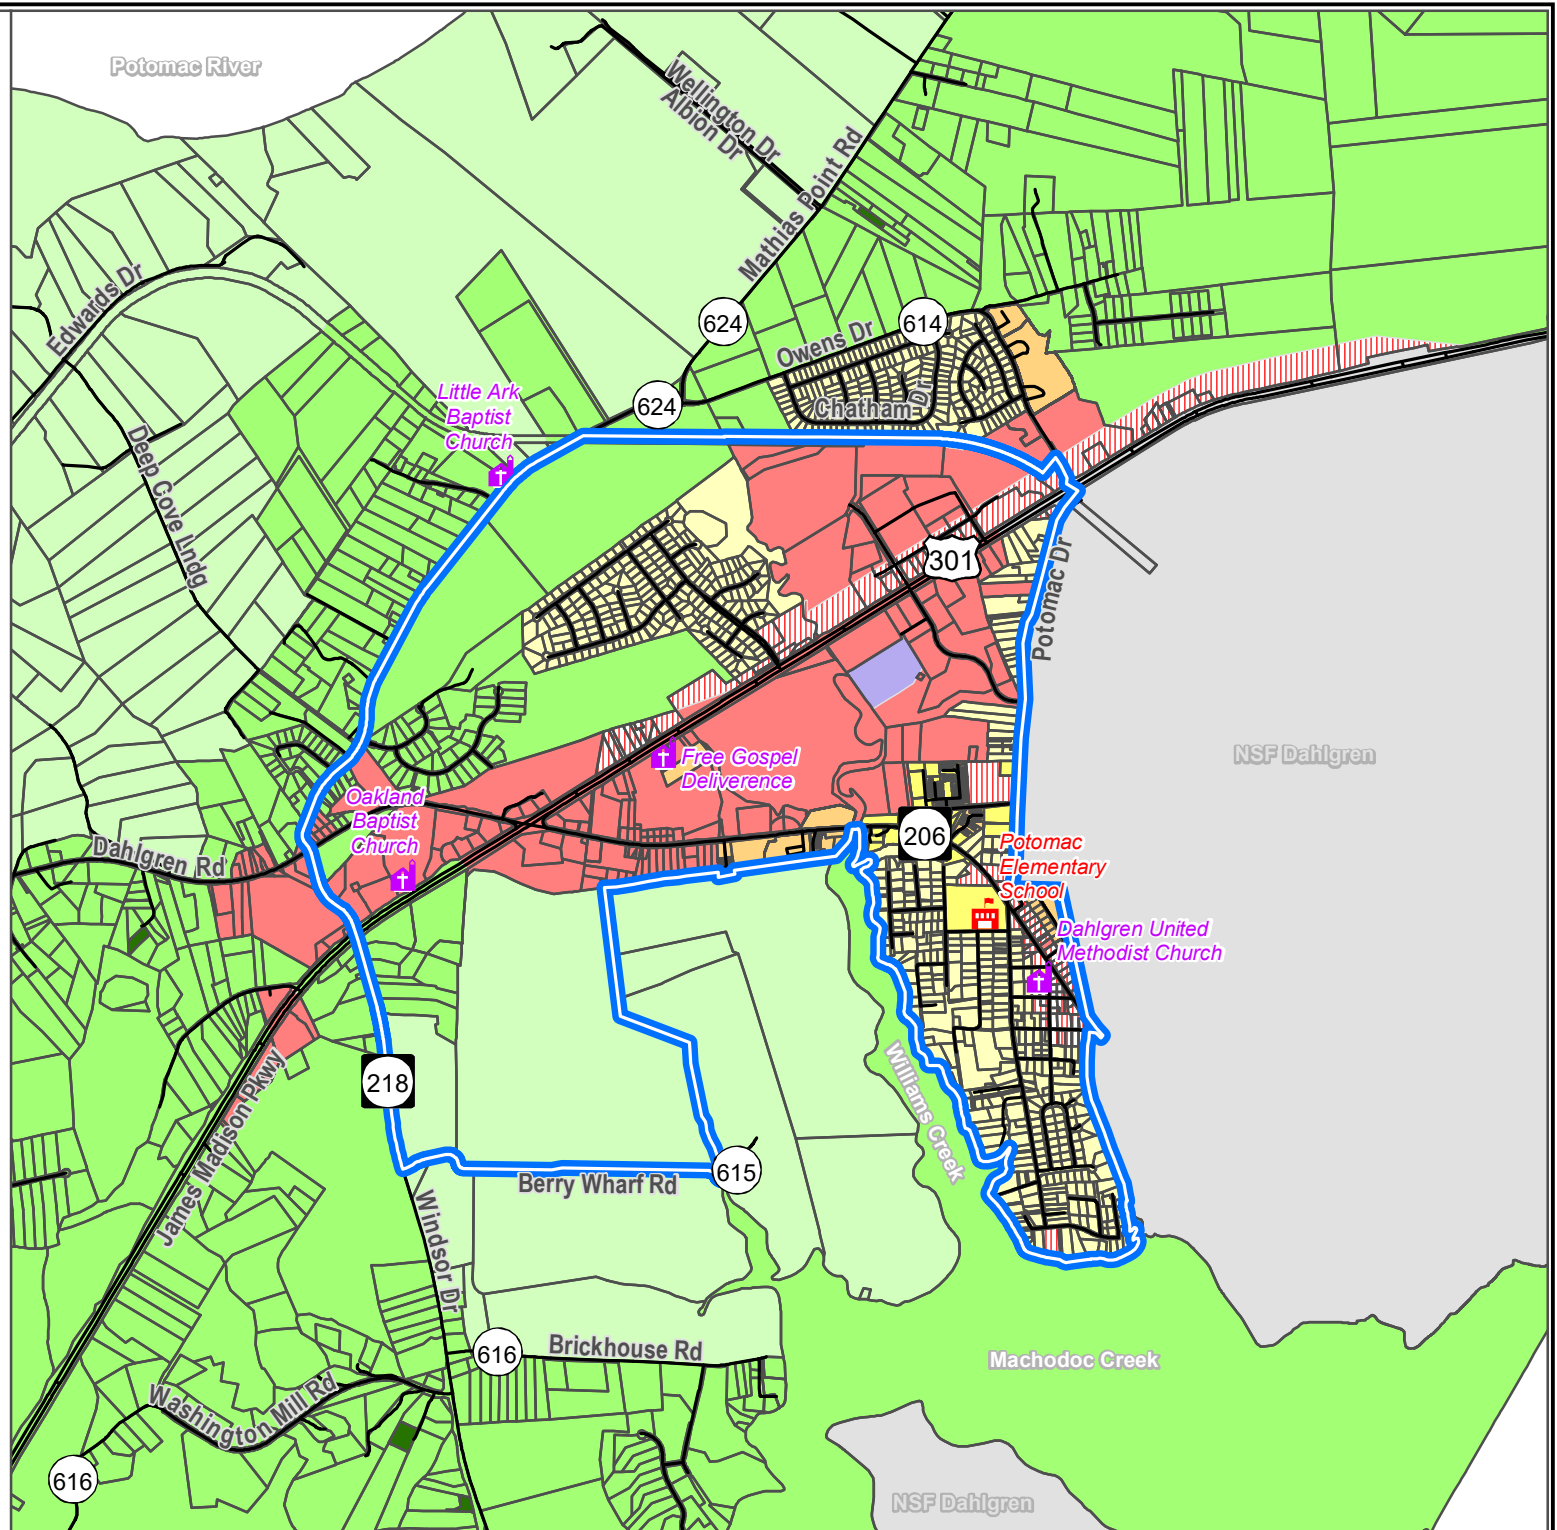 Potomac River
Wellington Dr
Albion Dr
Mathias Point Rd
Edwards Dr
624
614
Owens Dr
624
Chatham Dr
Little Ark
Baptist
Church
Deep Cove Lndg
301
Potomac Dr
NSF Dahlgren
Free Gospel
Deliverence
Oakland
Baptist
Church
206
Dahlgren Rd
Potomac
Elementary
School
Dahlgren United
Methodist Church
218
James Madison Pkwy
Williams Creek
615
Berry Wharf Rd
Windsor Dr
616
Brickhouse Rd
Machodoc Creek
Washington Mill Rd
616
NSF Dahlgren